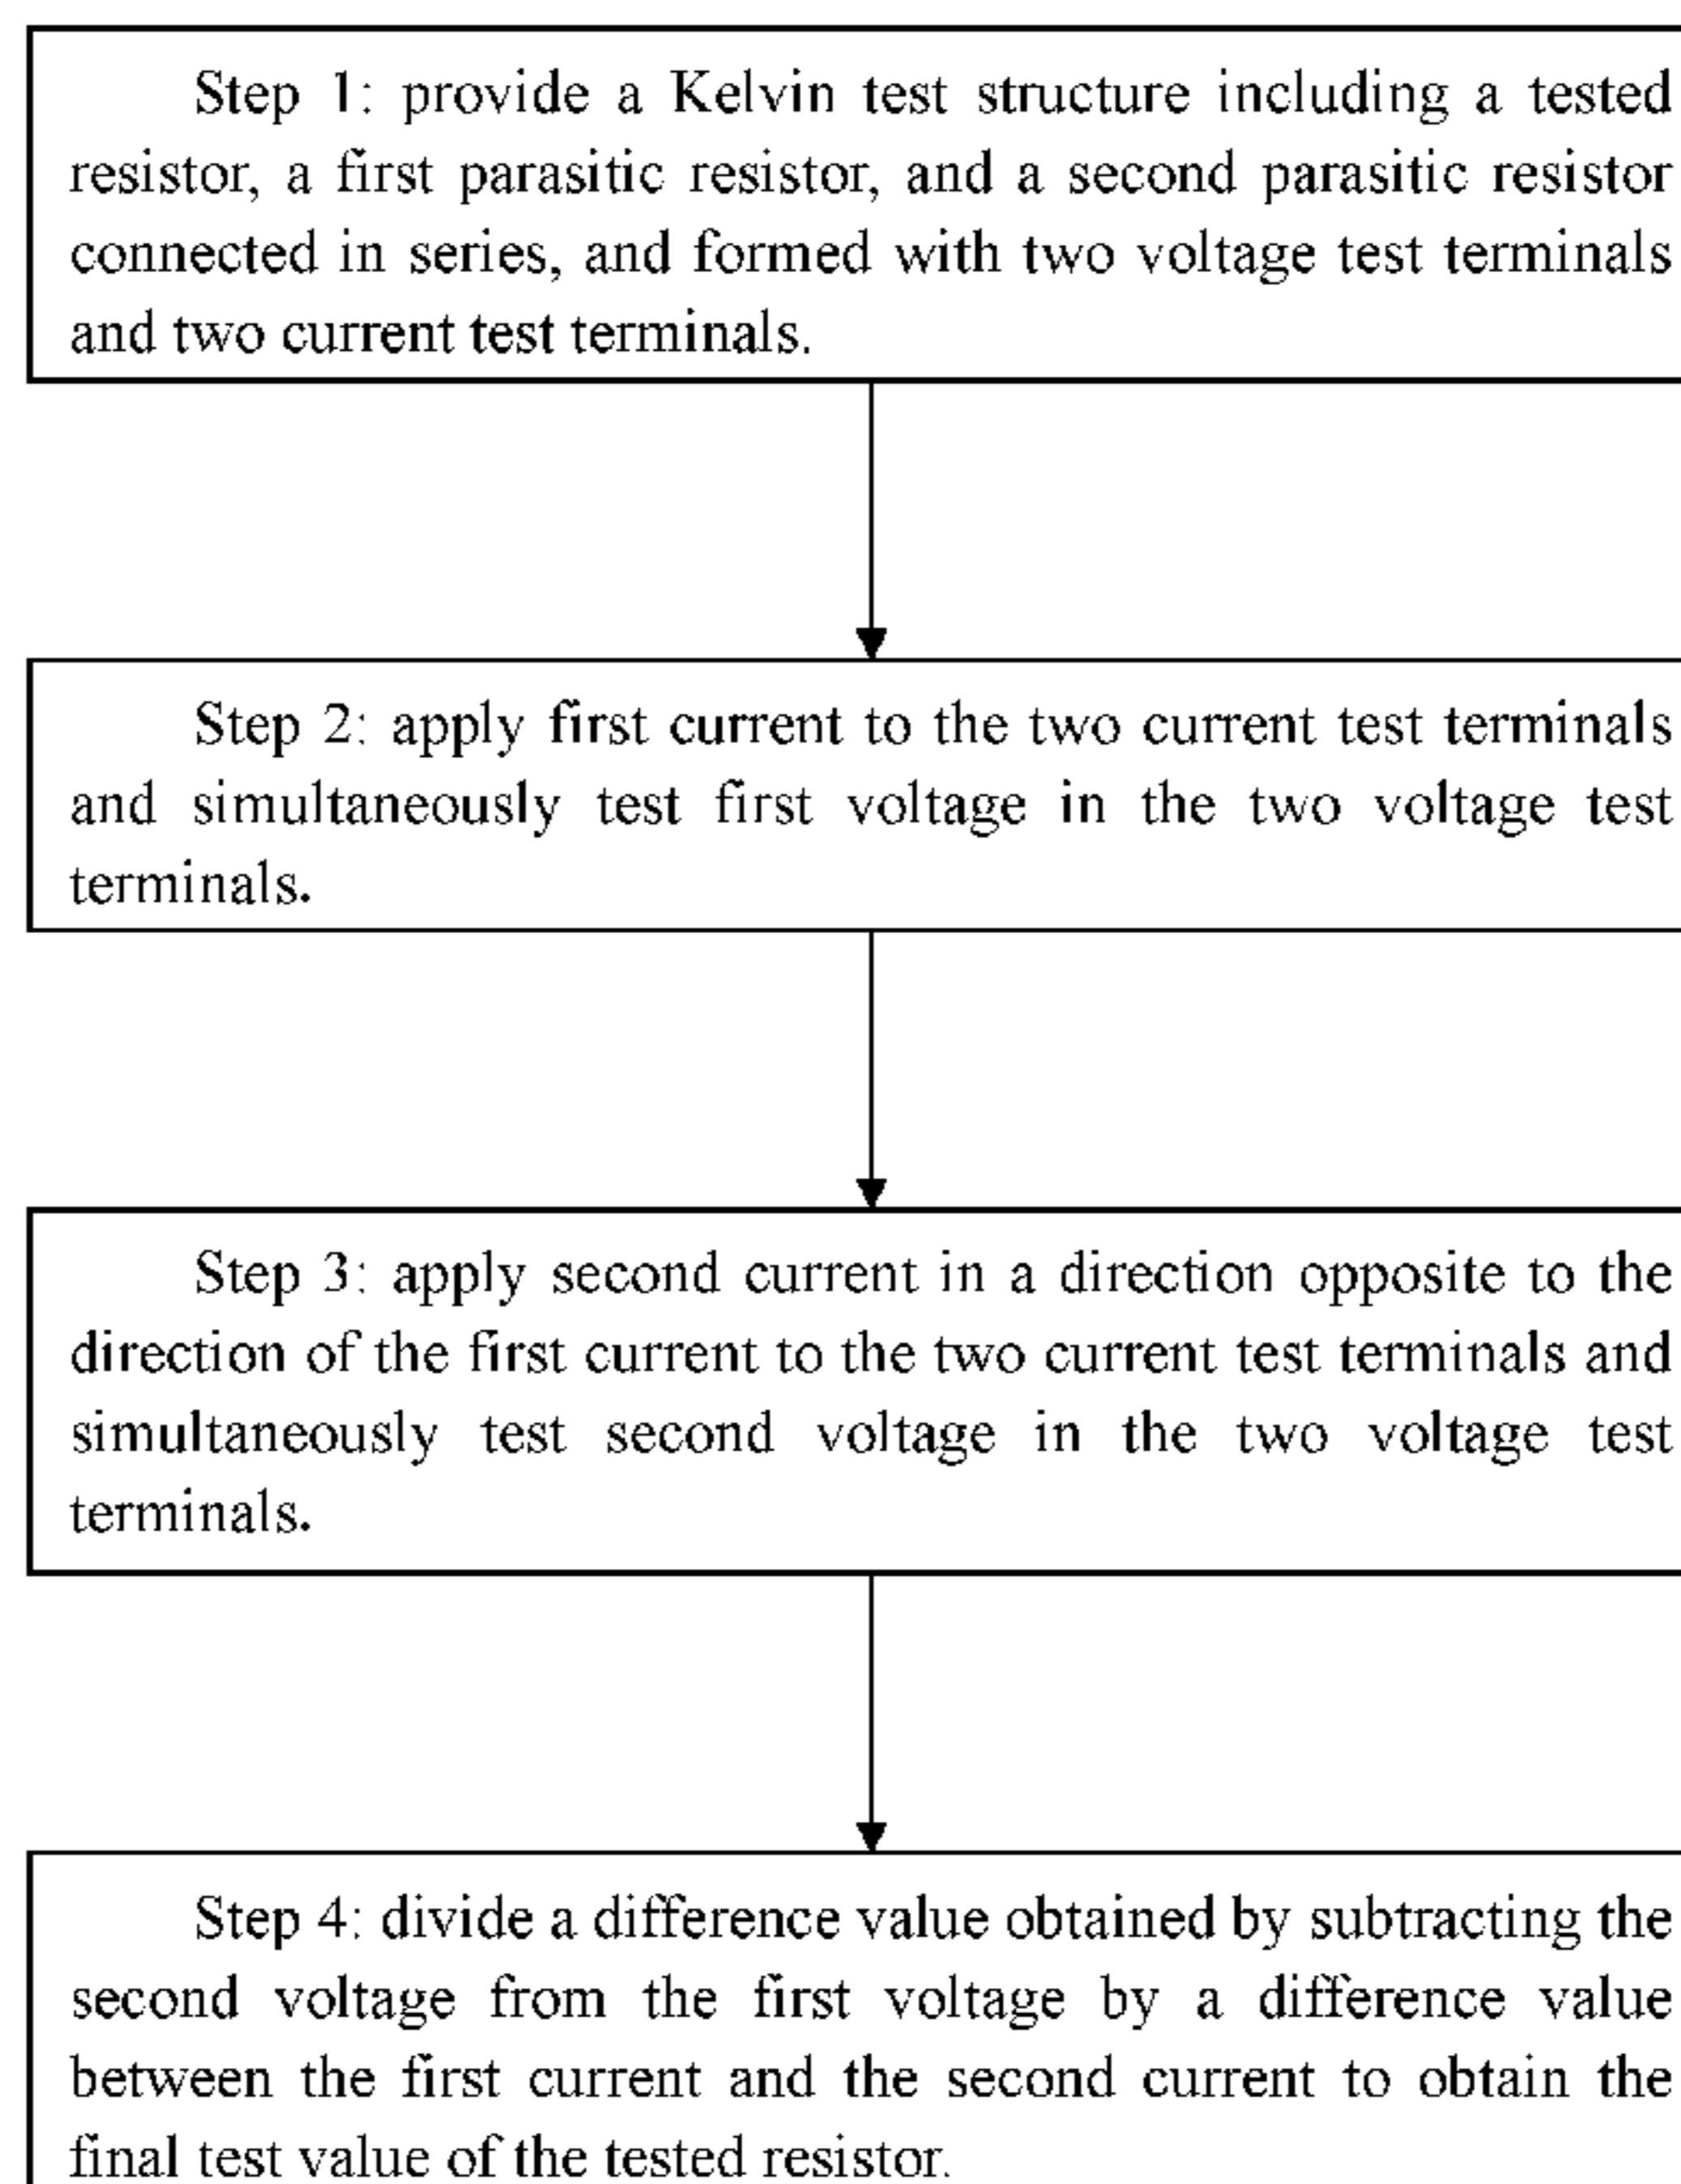 Step 1: provide a Kelvin test structure including a tested
resistor, a first parasitic resistor, and a second parasitic resistor
connected in series, and formed with two voltage test terminals
and two current test terminals.
Step 2: apply first current to the two current test terminals
and simultaneously test first voltage in the two voltage test
terminals.
Step 3: apply second current in a direction opposite to the
direction of the first current to the two current test terminals and
simultaneously test second voltage in the two voltage test
terminals.
Step 4: divide a difference value obtained by subtracting the
second voltage from the first voltage by a difference value
between the first current and the second current to obtain the
final test value of the tested resistor.